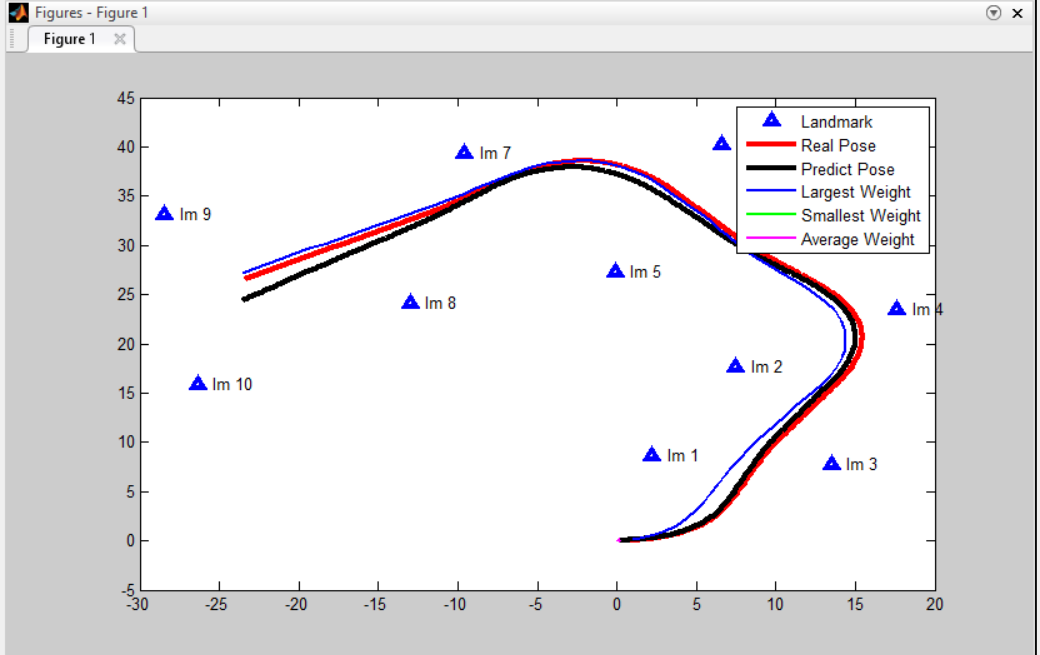 Figures - Figure 1
Figure 1
45
40
35
30
25
20
15
10
5
0
-5
-30
-25
-20
-15
-10
-5
0
5
10
15
20
Landmark
Real Pose
Predict Pose
Largest Weight
Smallest Weight
Average Weight
lm 7
lm 9
lm 5
lm 8
lm 4
lm 2
lm 10
lm 1
lm 3